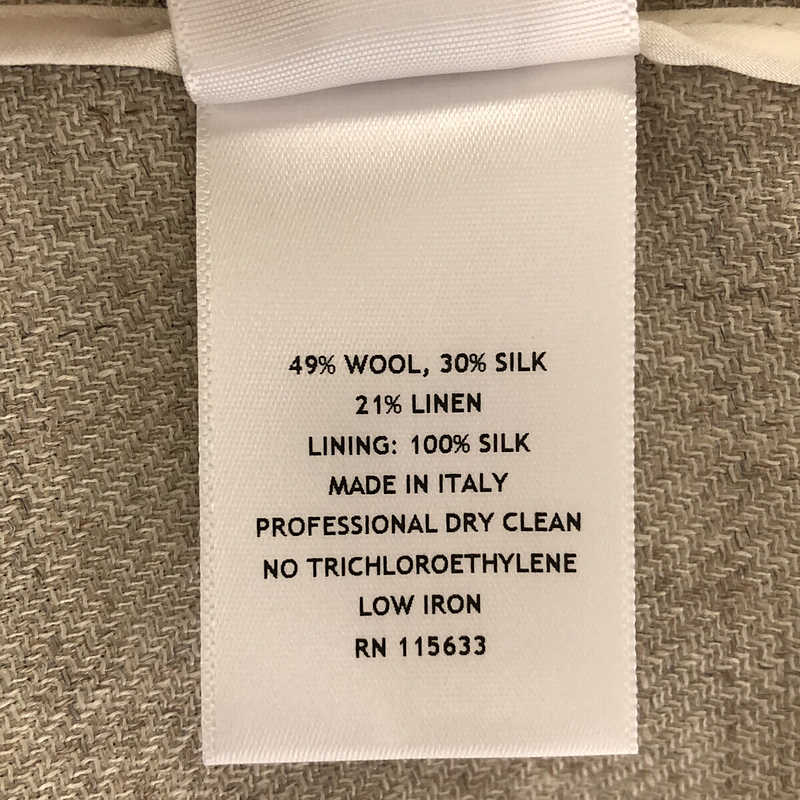 49% WOOL, 30% SILK
21% LINEN
LINING: 100% SILK
MADE IN ITALY
PROFESSIONAL DRY CLEAN
NO TRICHLOROETHYLENE
LOW IRON
RN 115633